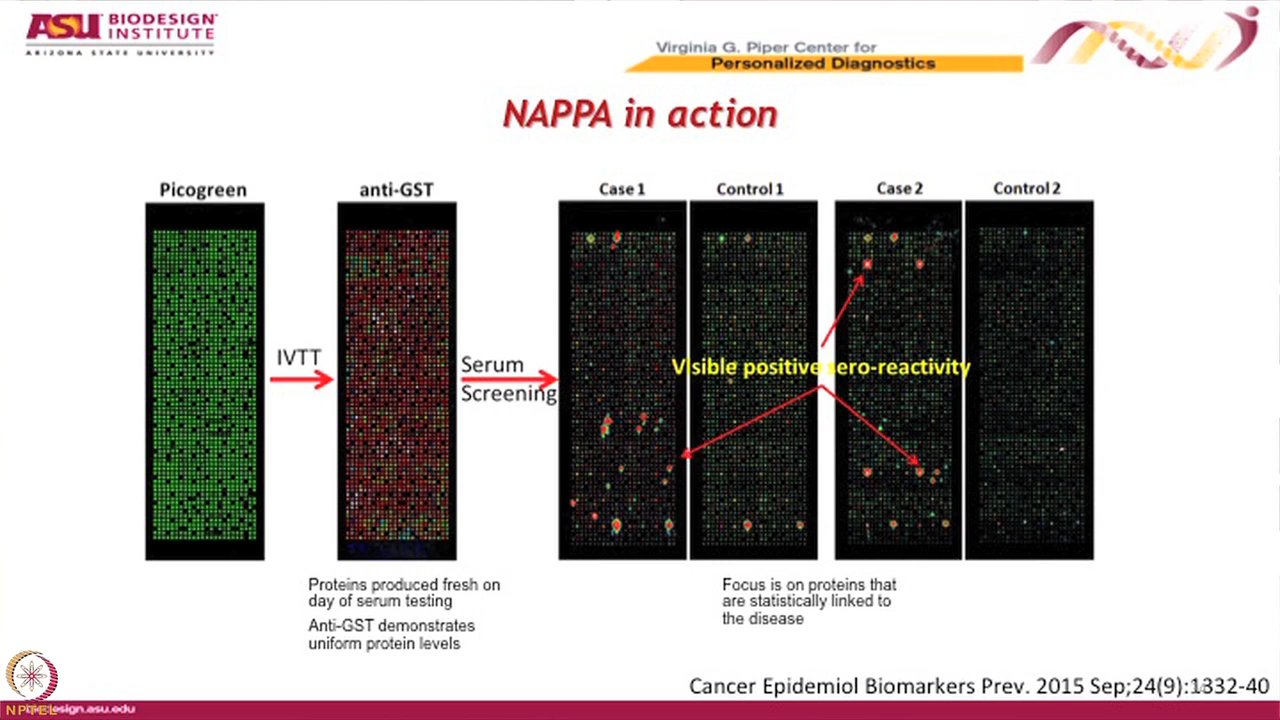 ASU BIODESIGN INSTITUTE
ARIZONA STATE UNIVERSITY
Virginia G. Piper Center for
Personalized Diagnostics
NAPPA in action
Picogreen
anti-GST
Case 1
Control 1
Case 2
Control 2
IVTT
Serum
Screening
Visible positive sero-reactivity
Proteins produced fresh on
day of serum testing
Anti-GST demonstrates
uniform protein levels
Focus is on proteins that
are statistically linked to
the disease
Cancer Epidemiol Biomarkers Prev. 2015 Sep;24(9):1332-40
NPTEL
design.asu.edu